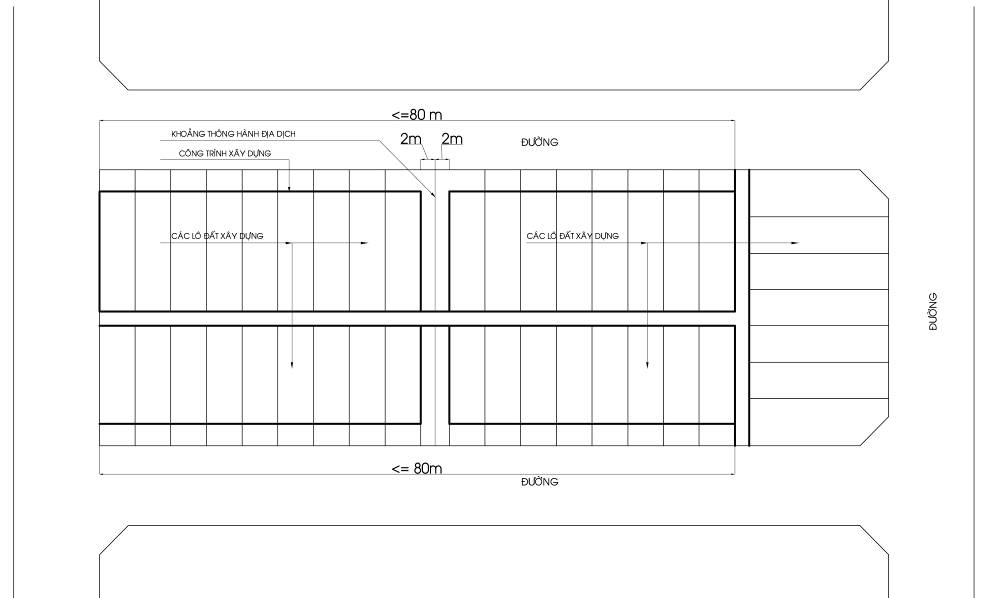 <=80 m
KHOẢNG THÔNG HÀNH ĐỊA DỊCH
2m 2m
ĐƯỜNG
CÔNG TRÌNH XÂY DỰNG
CÁC LÔ ĐẤT XÂY DỰNG
CÁC LÔ ĐẤT XÂY DỰNG
ĐƯỜNG
<= 80m
ĐƯỜNG